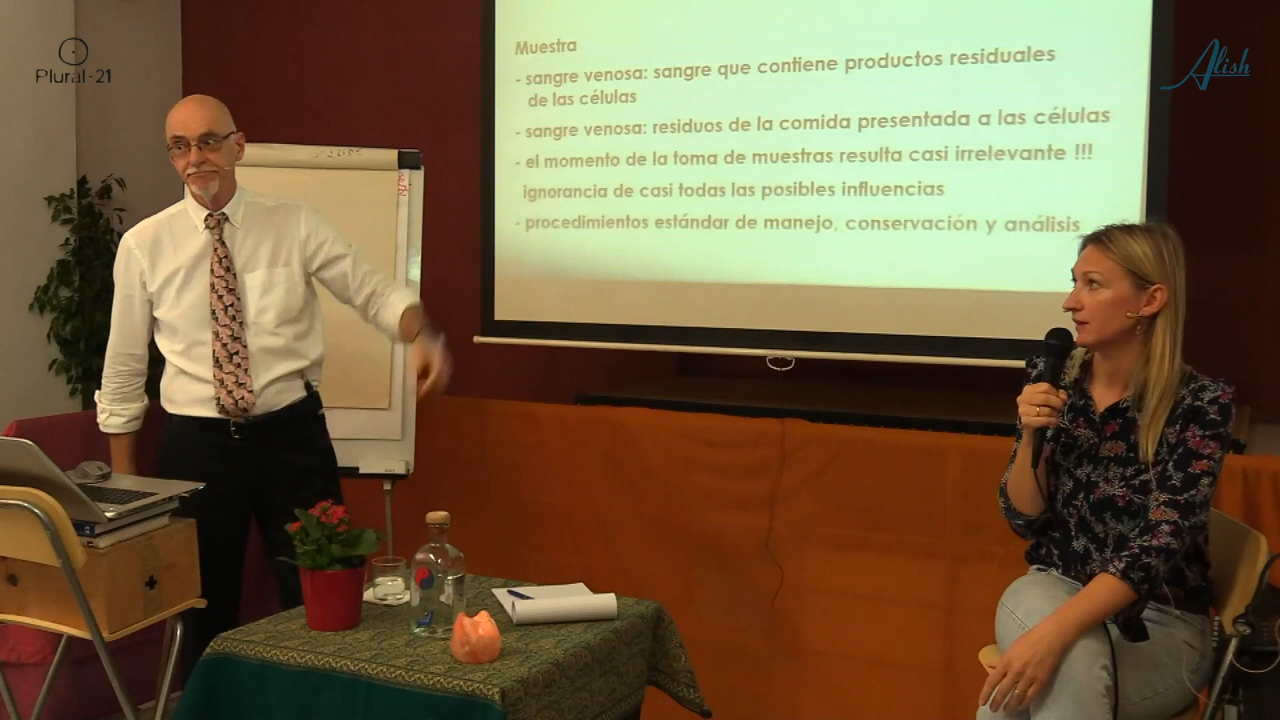 Plural-21
Alish
Muestra
- sangre venosa: sangre que contiene productos residuales
de las células
- sangre venosa: residuos de la comida presentada a las células
- el momento de la toma de muestras resulta casi irrelevante !!!
ignorancia de casi todas las posibles influencias
- procedimientos estándar de manejo, conservación y análisis